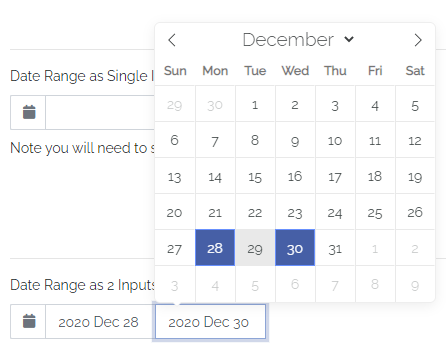 December
Sun Mon Tue Wed Thu Fri Sat
Date Range as Single I
29 30 1 2 3 4 5
6 7 8 9 10 11 12
Note you will need to s
13 14 15 16 17 18 19
20 21 22 23 24 25 26
27 28 29 30 31 1 2
Date Range as 2 Inputs
3 4 5 6 7 8 9
2020 Dec 28 2020 Dec 30